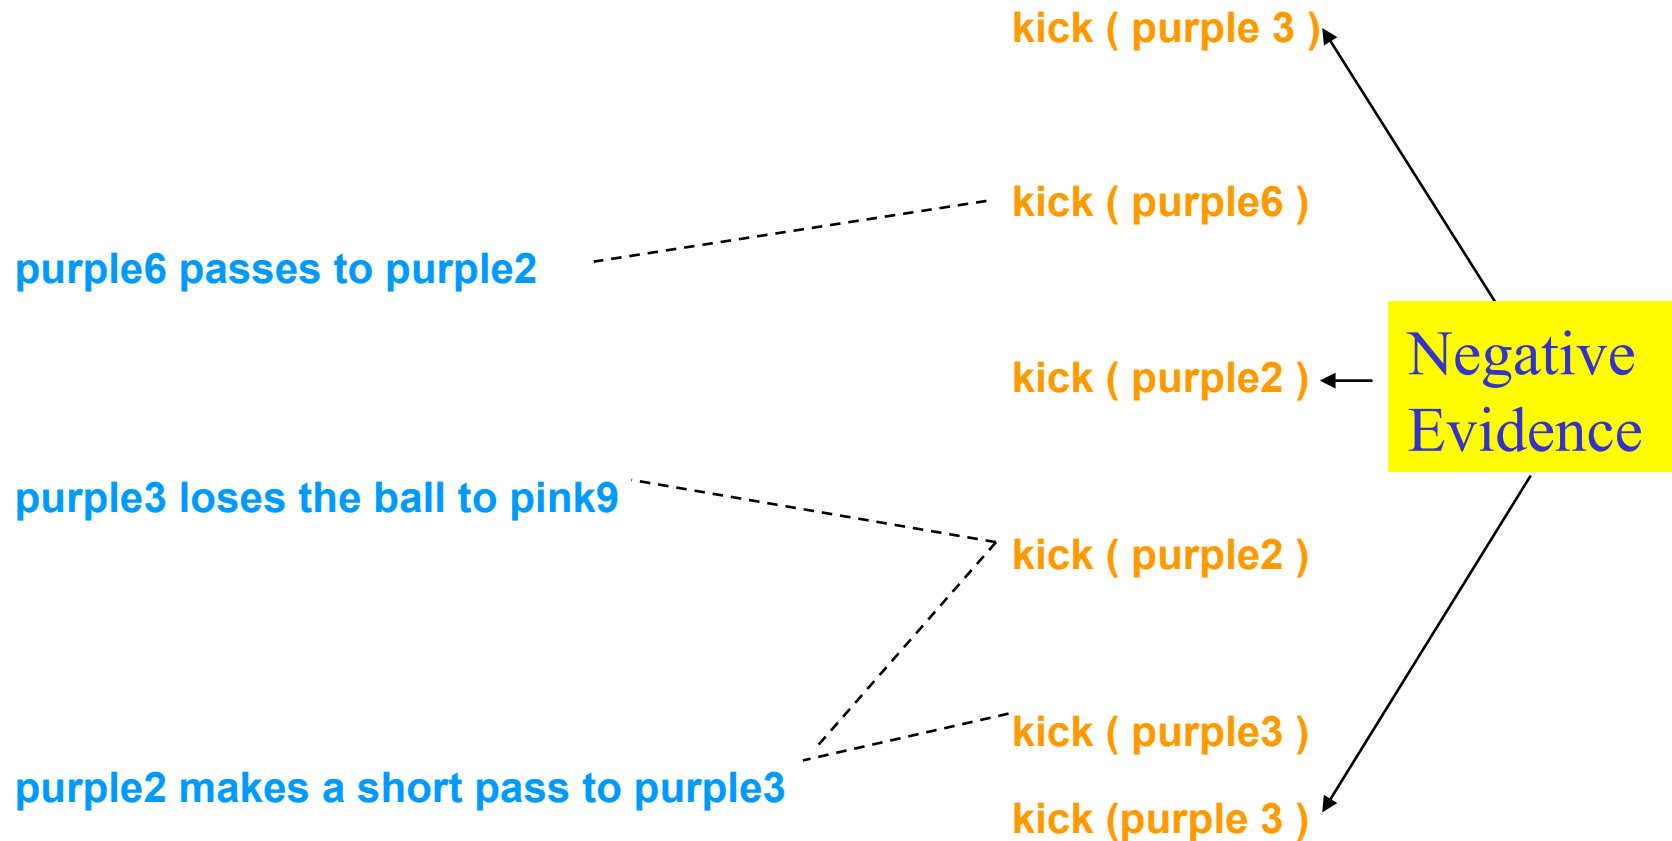 kick ( purple 3 )
kick ( purple6 )
purple6 passes to purple2
kick ( purple2 )
Negative
Evidence
purple3 loses the ball to pink9
kick ( purple2 )
kick ( purple3 )
purple2 makes a short pass to purple3
kick (purple 3 )